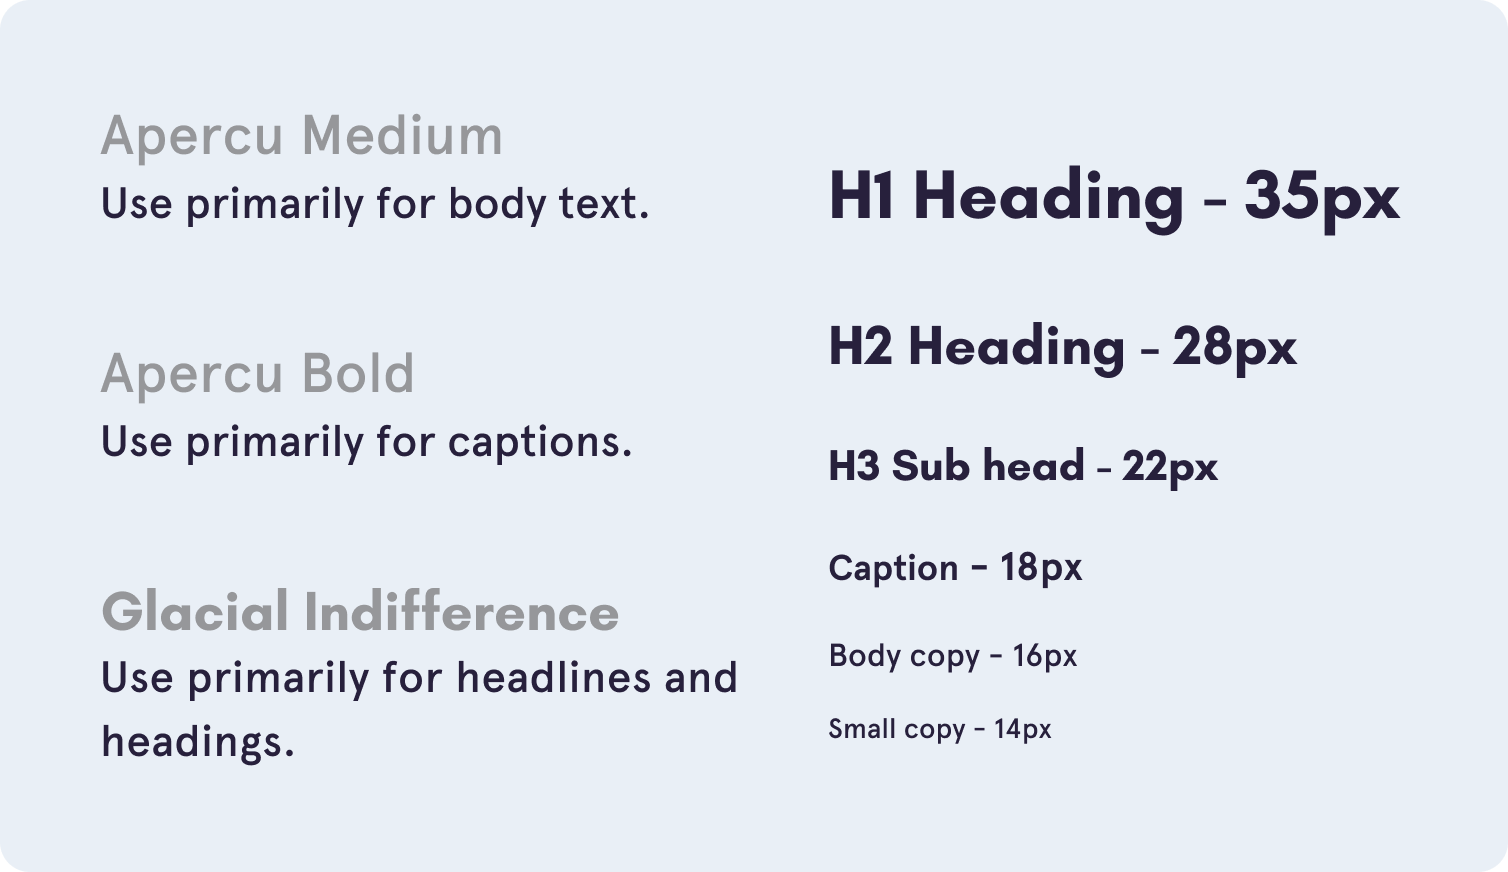 Apercu Medium
Use primarily for body text.
Apercu Bold
Use primarily for captions.
Glacial Indifference
Use primarily for headlines and
headings.
H1 Heading - 35px
H2 Heading - 28px
H3 Sub head - 22px
Caption - 18px
Body copy - 16px
Small copy - 14px